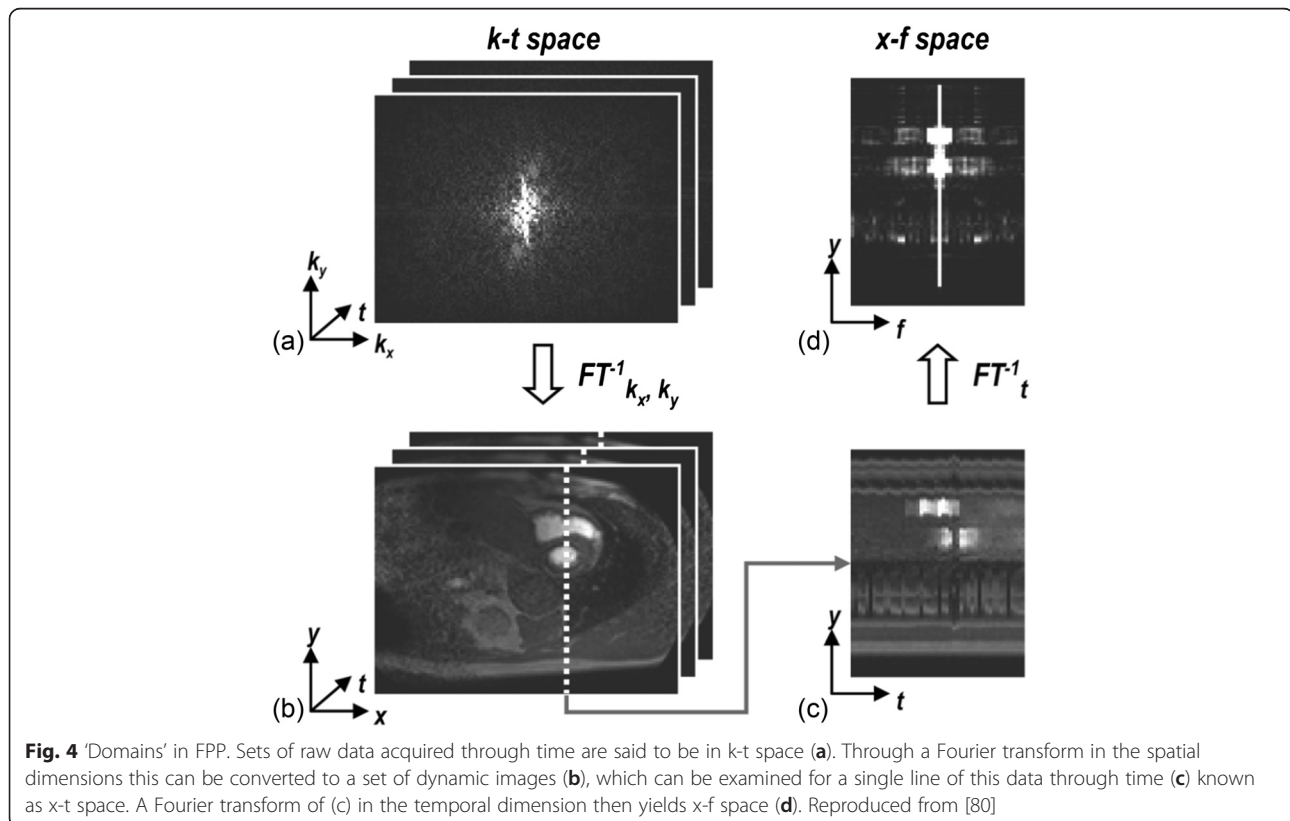 k-t space
x-f space
k_y
t
k_x
(a)
y
f
(d)
FT⁻¹ k_x, k_y
FT⁻¹ t
y
t
x
(b)
y
t
(c)
Fig. 4 'Domains' in FPP. Sets of raw data acquired through time are said to be in k-t space (a). Through a Fourier transform in the spatial
dimensions this can be converted to a set of dynamic images (b), which can be examined for a single line of this data through time (c) known
as x-t space. A Fourier transform of (c) in the temporal dimension then yields x-f space (d). Reproduced from [80]